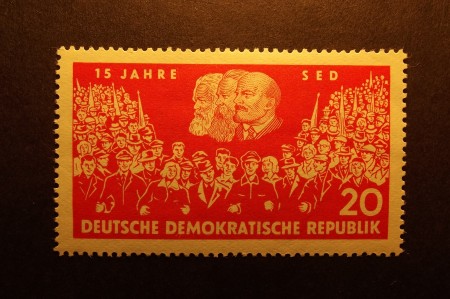 15 JAHRE SED
20
DEUTSCHE DEMOKRATISCHE REPUBLIK